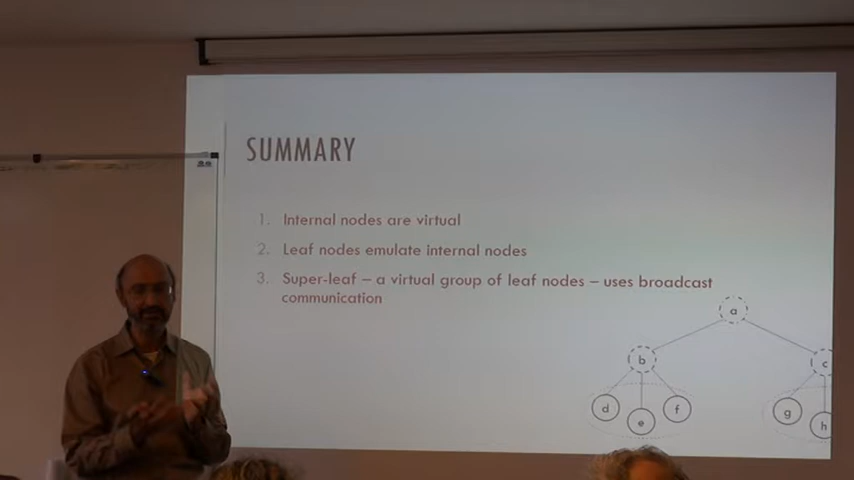 SUMMARY
1. Internal nodes are virtual
2. Leaf nodes emulate internal nodes
3. Super-leaf – a virtual group of leaf nodes – uses broadcast
communication
a
b c
d e f g h